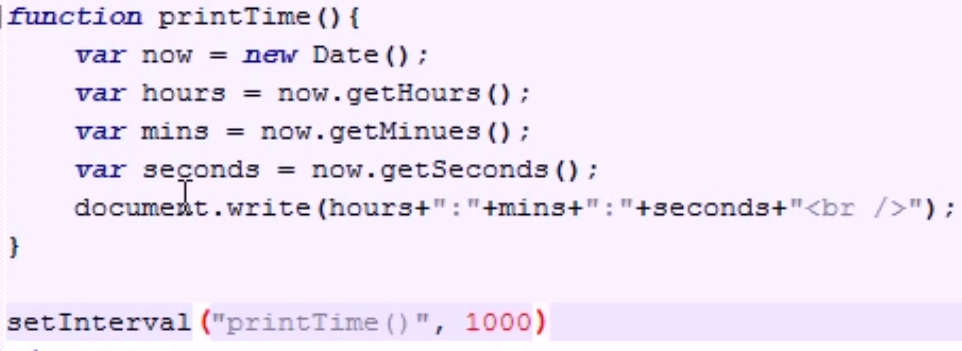 function printTime(){
    var now = new Date();
    var hours = now.getHours();
    var mins = now.getMinues();
    var seconds = now.getSeconds();
    document.write(hours+":"+mins+":"+seconds+"<br />");
}
setInterval("printTime()", 1000)